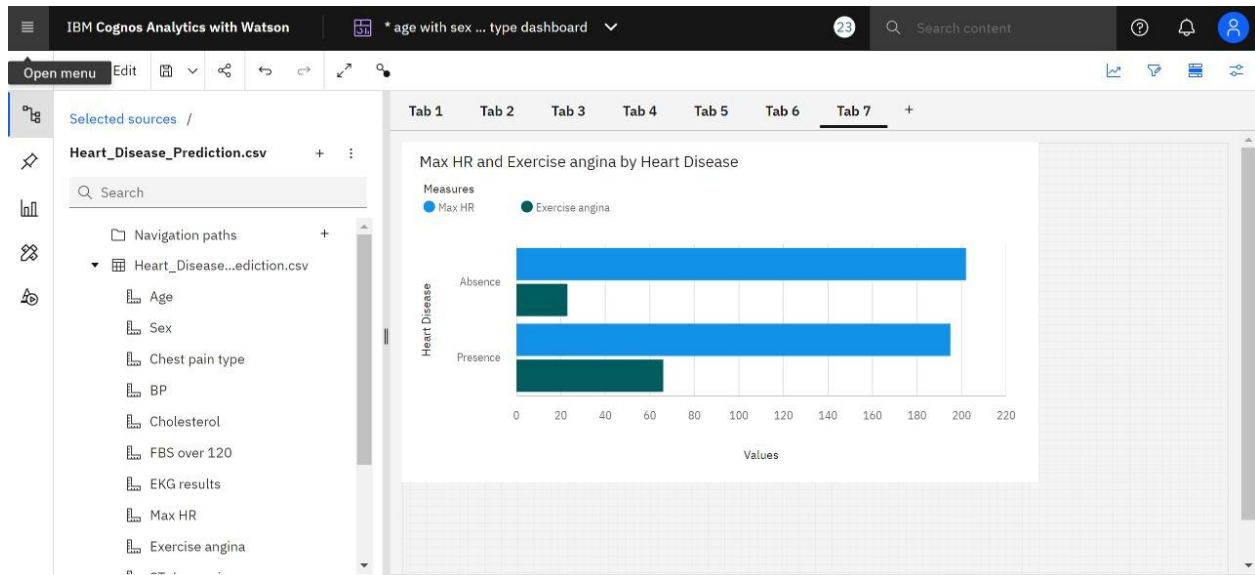 IBM Cognos Analytics with Watson
* age with sex ... type dashboard
23
Search content
Open menu
Edit
Selected sources /
Heart_Disease_Prediction.csv
Search
Navigation paths
Heart_Disease...ediction.csv
Age
Sex
Chest pain type
BP
Cholesterol
FBS over 120
EKG results
Max HR
Exercise angina
Tab 1 Tab 2 Tab 3 Tab 4 Tab 5 Tab 6 Tab 7 +
Max HR and Exercise angina by Heart Disease
Measures
Max HR Exercise angina
Heart Disease
Absence
Presence
0 20 40 60 80 100 120 140 160 180 200 220
Values